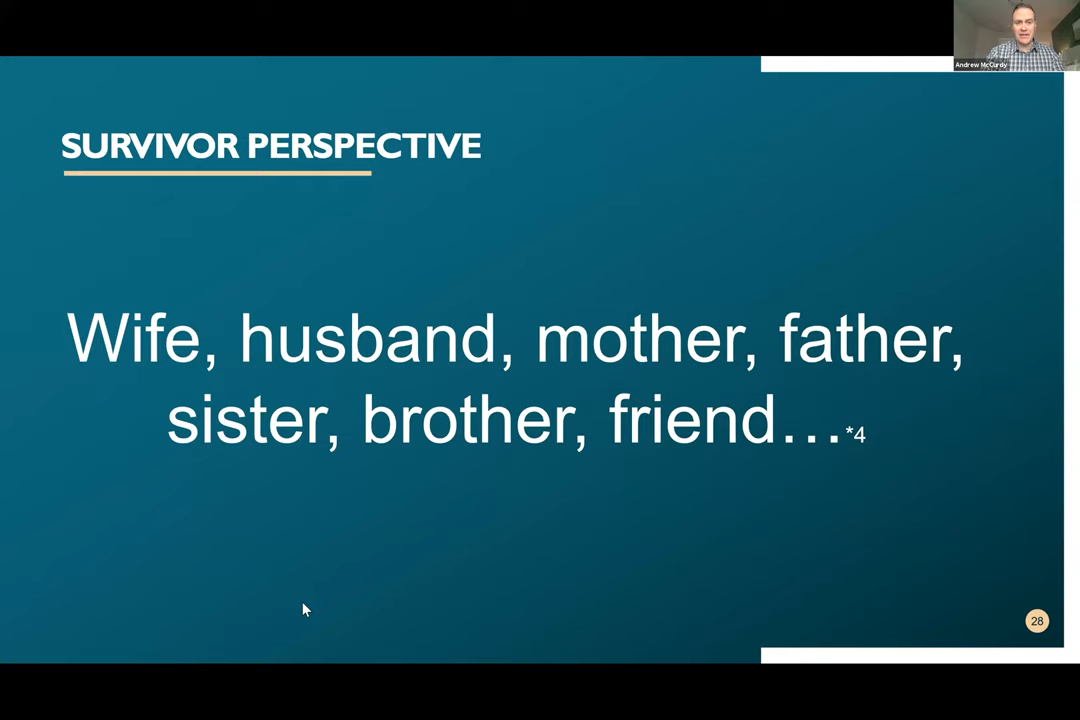 Andrew McCurdy
SURVIVOR PERSPECTIVE
Wife, husband, mother, father,
sister, brother, friend…*4
28